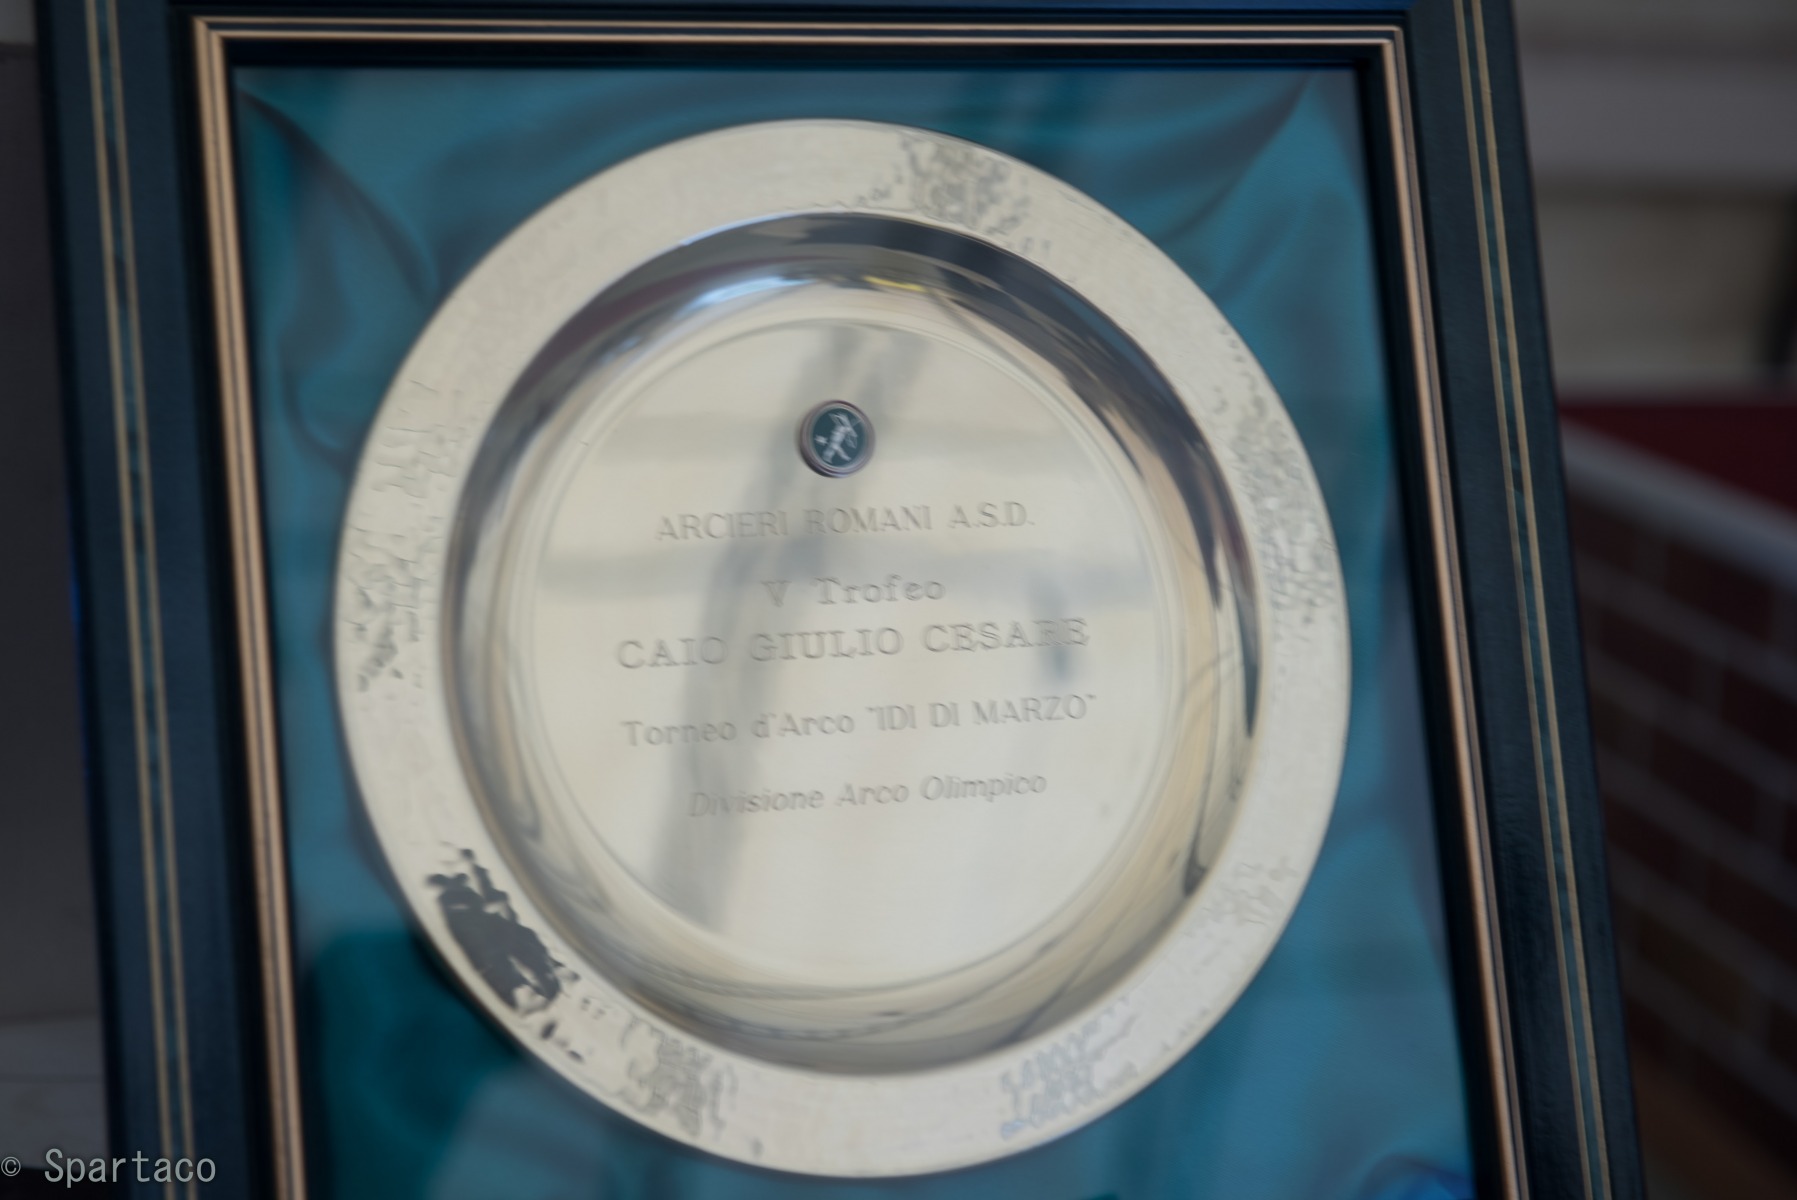 ARCIERI ROMANI A.S.D.
V Trofeo
CAIO GIULIO CESARE
Torneo d'Arco "IDI DI MARZO"
Divisione Arco Olimpico
© Spartaco